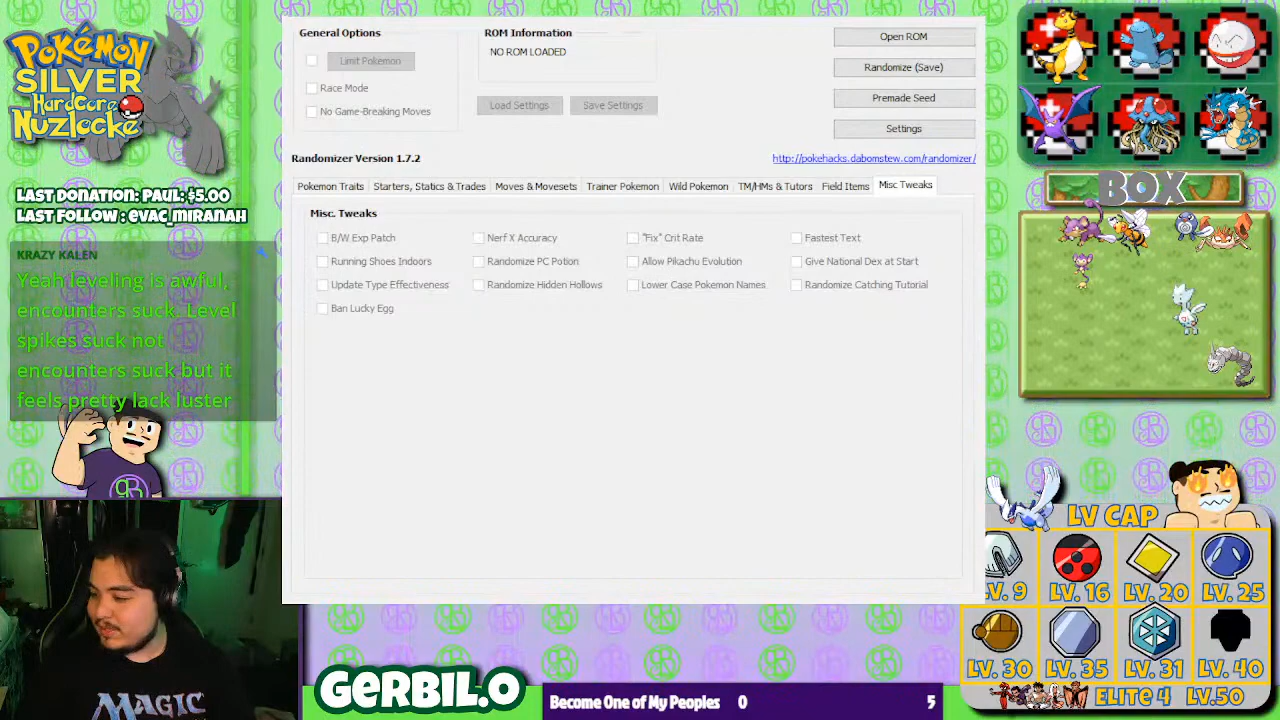 POKÉMON
SILVER
HARDCORE
NUZLOCKE
LAST DONATION: PAUL: $5.00
LAST FOLLOW : EVAC_MIRANAH
KRAZY KALEN
Yeah leveling is awful,
encounters suck. Level
spikes suck not
encounters suck but it
feels pretty lack luster
General Options
Limit Pokemon
Race Mode
No Game-Breaking Moves
ROM Information
NO ROM LOADED
Load Settings
Save Settings
Open ROM
Randomize (Save)
Premade Seed
Settings
Randomizer Version 1.7.2
http://pokehacks.dabomstew.com/randomizer/
Pokemon Traits
Starters, Statics & Trades
Moves & Movesets
Trainer Pokemon
Wild Pokemon
TM/HMs & Tutors
Field Items
Misc Tweaks
Misc. Tweaks
B/W Exp Patch
Nerf X Accuracy
"Fix" Crit Rate
Fastest Text
Running Shoes Indoors
Randomize PC Potion
Allow Pikachu Evolution
Give National Dex at Start
Update Type Effectiveness
Randomize Hidden Hollows
Lower Case Pokemon Names
Randomize Catching Tutorial
Ban Lucky Egg
BOX
LV CAP
LV. 9
LV. 16
LV. 20
LV. 25
LV. 30
LV. 35
LV. 31
LV. 40
ELITE 4 LV.50
MAGIC
GERBIL.O
Become One of My Peoples 0 5